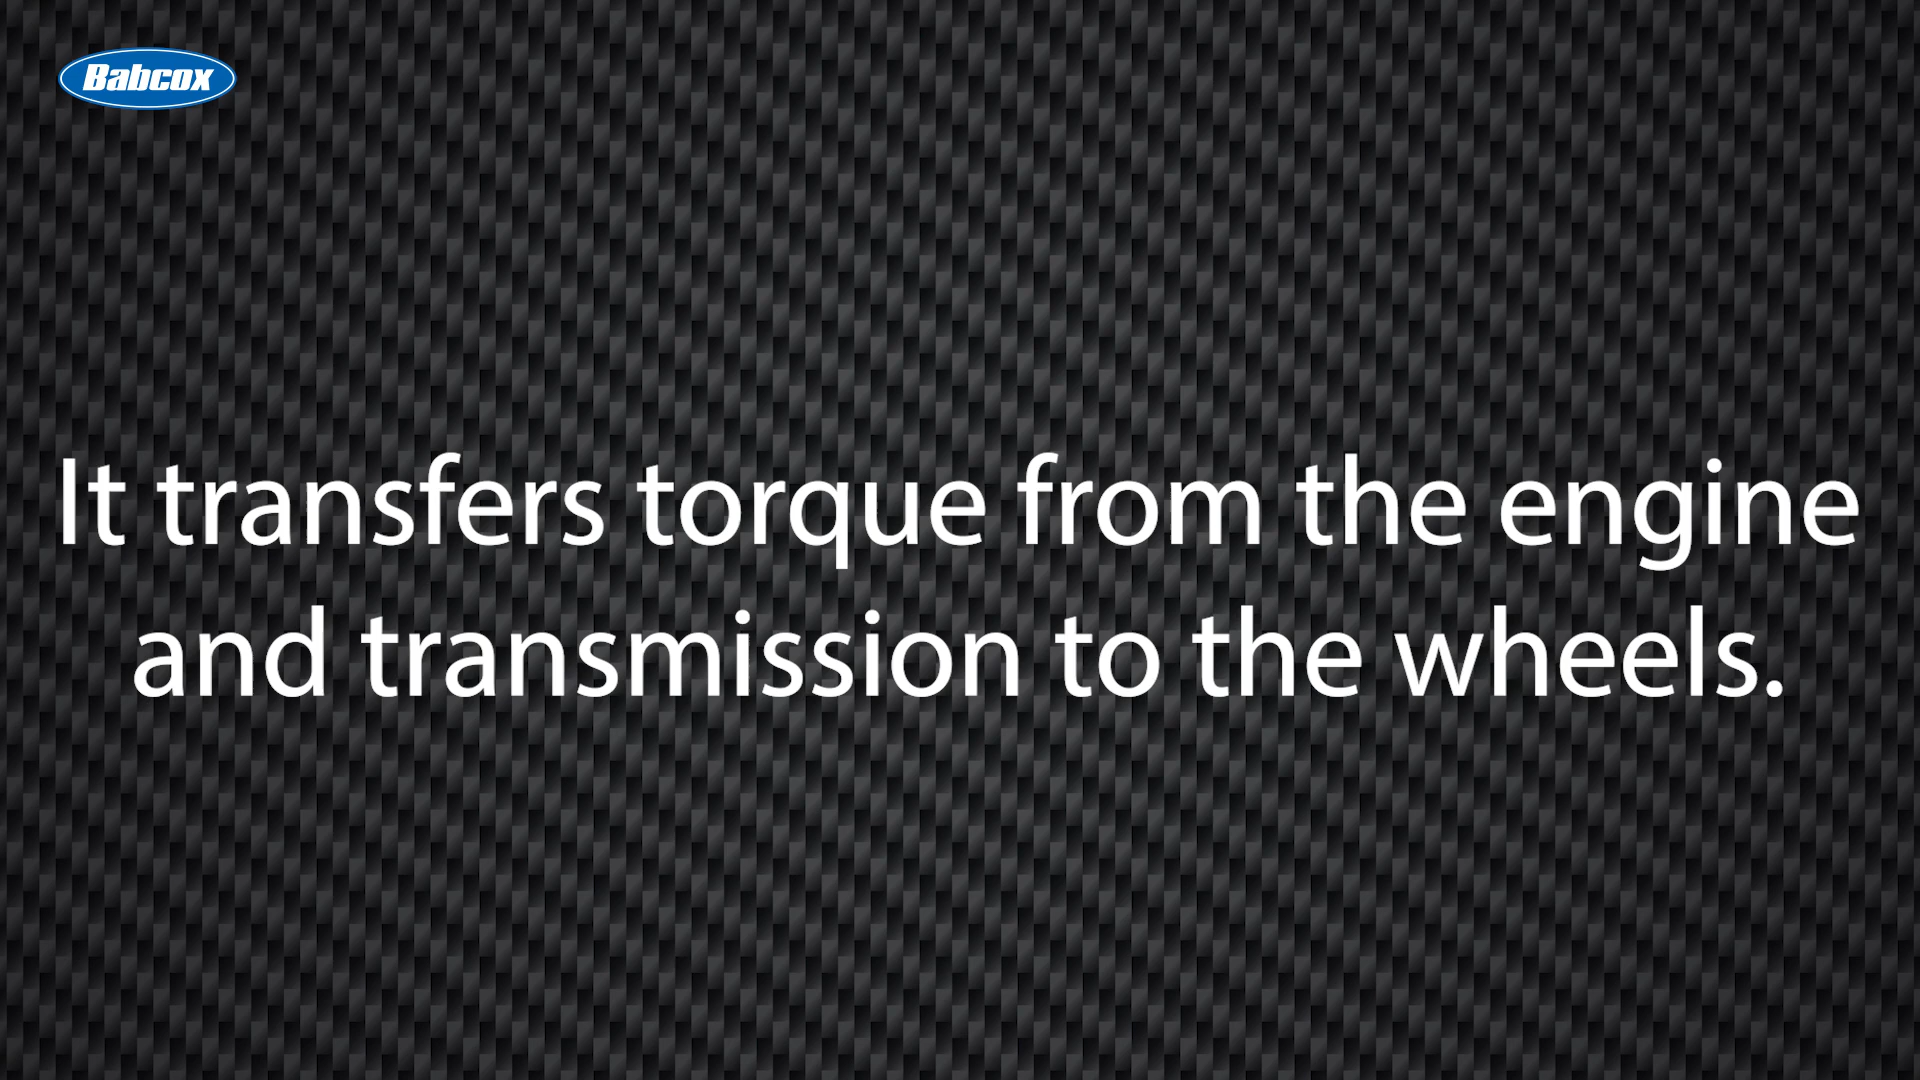 Babcox
It transfers torque from the engine
and transmission to the wheels.